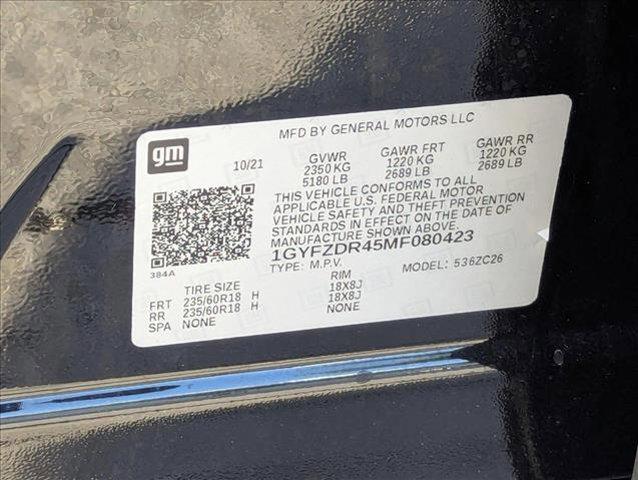 MFD BY GENERAL MOTORS LLC
gm
10/21 GVWR GAWR FRT GAWR RR
2350 KG 1220 KG 1220 KG
5180 LB 2689 LB 2689 LB
THIS VEHICLE CONFORMS TO ALL
APPLICABLE U.S. FEDERAL MOTOR
VEHICLE SAFETY AND THEFT PREVENTION
STANDARDS IN EFFECT ON THE DATE OF
MANUFACTURE SHOWN ABOVE.
1GYFZDR45MF080423
384A
TYPE: M.P.V. MODEL: 536ZC26
TIRE SIZE RIM
FRT 235/60R18 H 18X8J
RR 235/60R18 H 18X8J
SPA NONE NONE